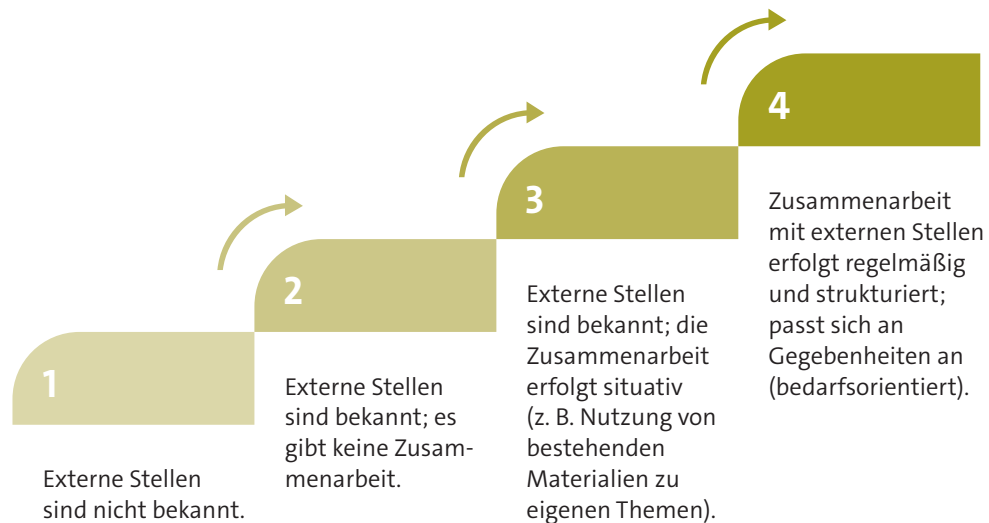 1
Externe Stellen
sind nicht bekannt.
2
Externe Stellen
sind bekannt; es
gibt keine Zusam-
menarbeit.
3
Externe Stellen
sind bekannt; die
Zusammenarbeit
erfolgt situativ
(z. B. Nutzung von
bestehenden
Materialien zu
eigenen Themen).
4
Zusammenarbeit
mit externen Stellen
erfolgt regelmäßig
und strukturiert;
passt sich an
Gegebenheiten an
(bedarfsorientiert).